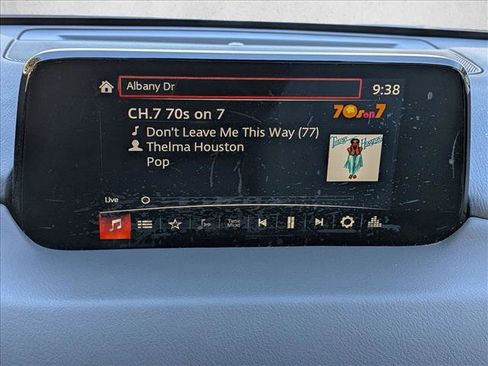 Albany Dr
9:38
CH.7 70s on 7
70s on 7
Don't Leave Me This Way (77)
Thelma Houston
Pop
Live